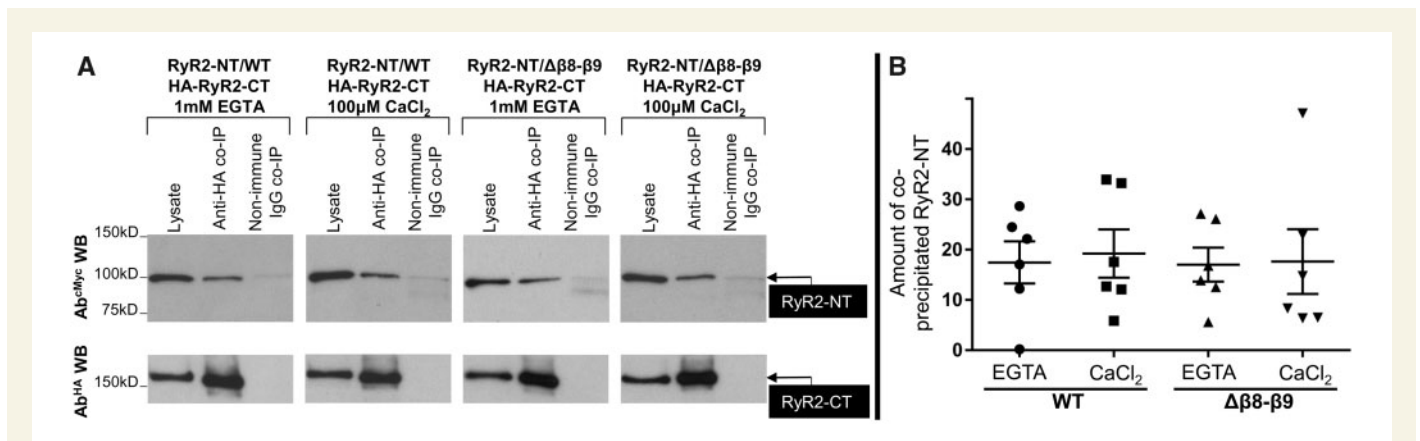 A
RyR2-NT/WT
HA-RyR2-CT
1mM EGTA
RyR2-NT/WT
HA-RyR2-CT
100µM CaCl₂
RyR2-NT/Δβ8-β9
HA-RyR2-CT
1mM EGTA
RyR2-NT/Δβ8-β9
HA-RyR2-CT
100µM CaCl₂
Lysate
Anti-HA co-IP
Non-immune
IgG co-IP
Lysate
Anti-HA co-IP
Non-immune
IgG co-IP
Lysate
Anti-HA co-IP
Non-immune
IgG co-IP
Lysate
Anti-HA co-IP
Non-immune
IgG co-IP
Abᶜᴹʸᶜ WB
150kD
100kD
75kD
RyR2-NT
Abᴴᴬ WB
150kD
RyR2-CT
B
Amount of co-
precipitated RyR2-NT
40
30
20
10
0
EGTA
CaCl₂
EGTA
CaCl₂
WT
Δβ8-β9